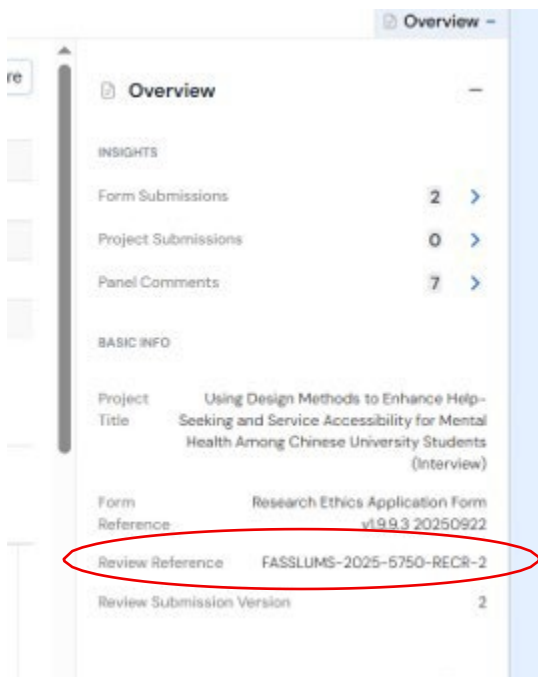 Overview –
re
Overview –
INSIGHTS
Form Submissions 2 >
Project Submissions 0 >
Panel Comments 7 >
BASIC INFO
Project Using Design Methods to Enhance Help-
Title Seeking and Service Accessibility for Mental
Health Among Chinese University Students
(Interview)
Form Research Ethics Application Form
Reference v1.9.9.3 20250922
Review Reference FASSLUMS-2025-5750-RECR-2
Review Submission Version 2